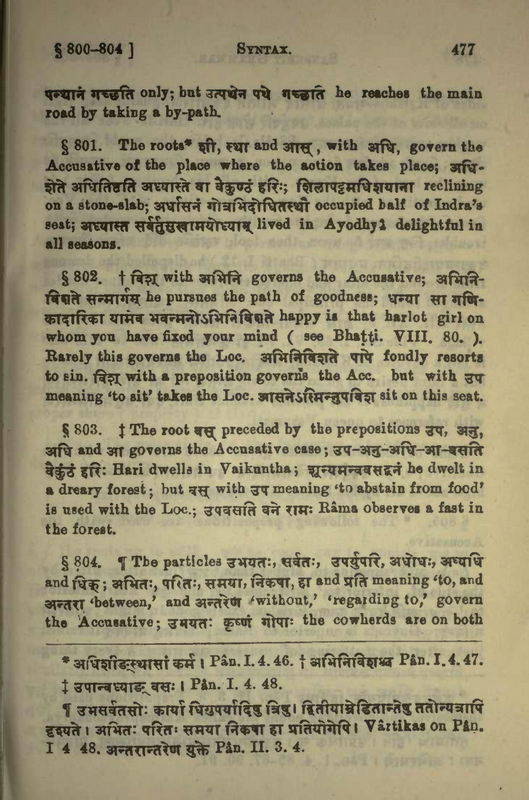 § 800-804 ] SYNTAX. 477
पन्थानं गच्छति only; but उत्पथेन पथे गच्छति he reaches the main
road by taking a by-path.
§ 801. The roots* शी, स्था and आस्, with अधि, govern the
Accusative of the place where the action takes place; अधि-
शेते अधितिष्ठति अध्यास्ते वा वैकुण्ठं हरिः; शिलापट्टमधिशयाना reclining
on a stone-slab; अर्धासनं गोत्रभिदोधितस्थौ occupied half of Indra's
seat; अध्यास्त सर्वर्तुसुखामयोध्याम् lived in Ayodhyâ delightful in
all seasons.
§ 802. † विश् with अभिनि governs the Accusative; अभिनि-
विशते सन्मार्गम् he pursues the path of goodness; धन्या सा गणि-
कादारिका यामेवं भवन्मनोऽभिनिविशते happy is that harlot girl on
whom you have fixed your mind ( see Bhaṭṭi. VIII. 80. ).
Rarely this governs the Loc. अभिनिविशते पापे fondly resorts
to sin. विश् with a preposition governs the Acc. but with उप
meaning 'to sit' takes the Loc. आसनेऽस्मिन्नुपविश sit on this seat.
§ 803. ‡ The root वस् preceded by the prepositions उप, अनु,
अधि and आ governs the Accusative case; उप-अनु-अधि-आ-वसति
वैकुंठं हरिः Hari dwells in Vaikuntha; शून्यमन्ववसद्वनं he dwelt in
a dreary forest; but वस् with उप meaning 'to abstain from food'
is used with the Loc.; उपवसति वने रामः Râma observes a fast in
the forest.
§ 804. ¶ The particles उभयतः, सर्वतः, उपर्युपरि, अधोधः, अध्यधि
and धिक्; अभितः, परितः, समया, निकषा, हा and प्रति meaning 'to, and
अन्तरा 'between,' and अन्तरेण 'without,' 'regarding to,' govern
the Accusative; उभयतः कृष्णं गोपाः the cowherds are on both
* अधिशीङ्स्थासां कर्म । Pân. I. 4. 46. † अभिनिविशश्च Pân. I. 4. 47.
‡ उपान्वध्याङ् वसः । Pân. I. 4. 48.
¶ उभसर्वतसोः कार्या धिगुपर्यादिषु त्रिषु। द्वितीयाम्रेडितान्तेषु ततोन्यत्रापि
दृश्यते । अभितः परितः समया निकषा हा प्रतियोगेपि । Vârtikas on Pân.
I 4 48. अन्तरान्तरेण युक्ते Pân. II. 3. 4.